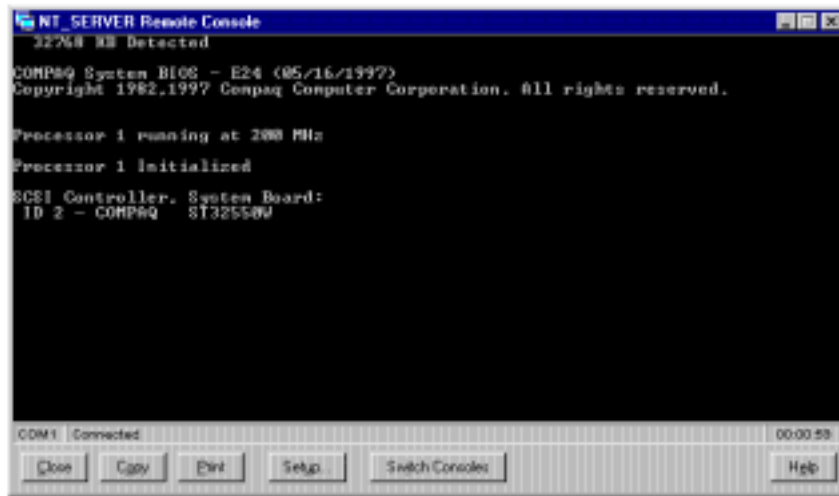 NT_SERVER Remote Console
32768 KB Detected
COMPAQ System BIOS - E24 (05/16/1997)
Copyright 1982,1997 Compaq Computer Corporation. All rights reserved.
Processor 1 running at 200 MHz
Processor 1 Initialized
SCSI Controller, System Board:
ID 2 - COMPAQ ST32550W
COM1 Connected 00:00:59
Close Copy Print Setup... Switch Consoles Help